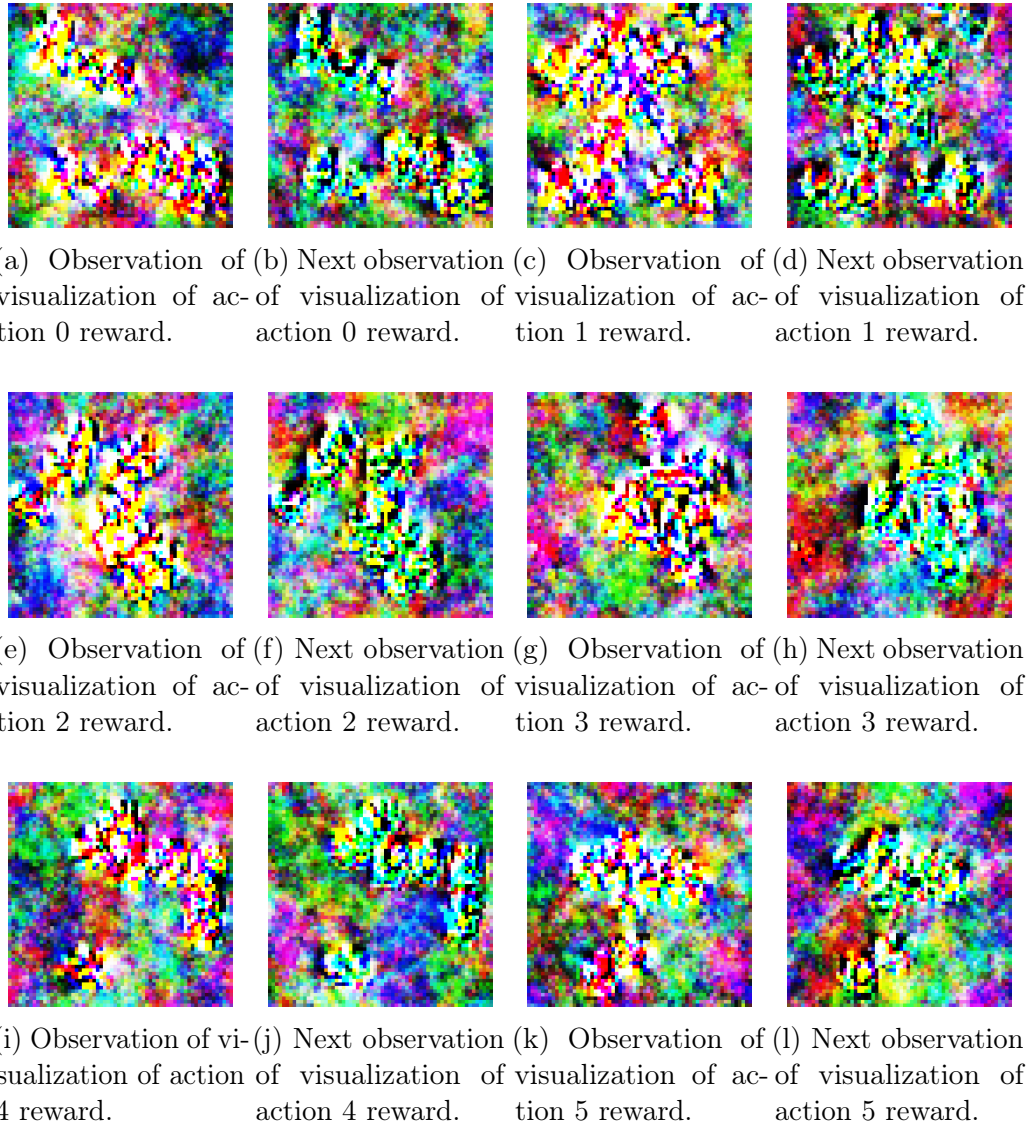 (a) Observation of
visualization of ac-
tion 0 reward.
(b) Next observation
of visualization of
action 0 reward.
(c) Observation of
visualization of ac-
tion 1 reward.
(d) Next observation
of visualization of
action 1 reward.
(e) Observation of
visualization of ac-
tion 2 reward.
(f) Next observation
of visualization of
action 2 reward.
(g) Observation of
visualization of ac-
tion 3 reward.
(h) Next observation
of visualization of
action 3 reward.
(i) Observation of vi-
sualization of action
4 reward.
(j) Next observation
of visualization of
action 4 reward.
(k) Observation of
visualization of ac-
tion 5 reward.
(l) Next observation
of visualization of
action 5 reward.